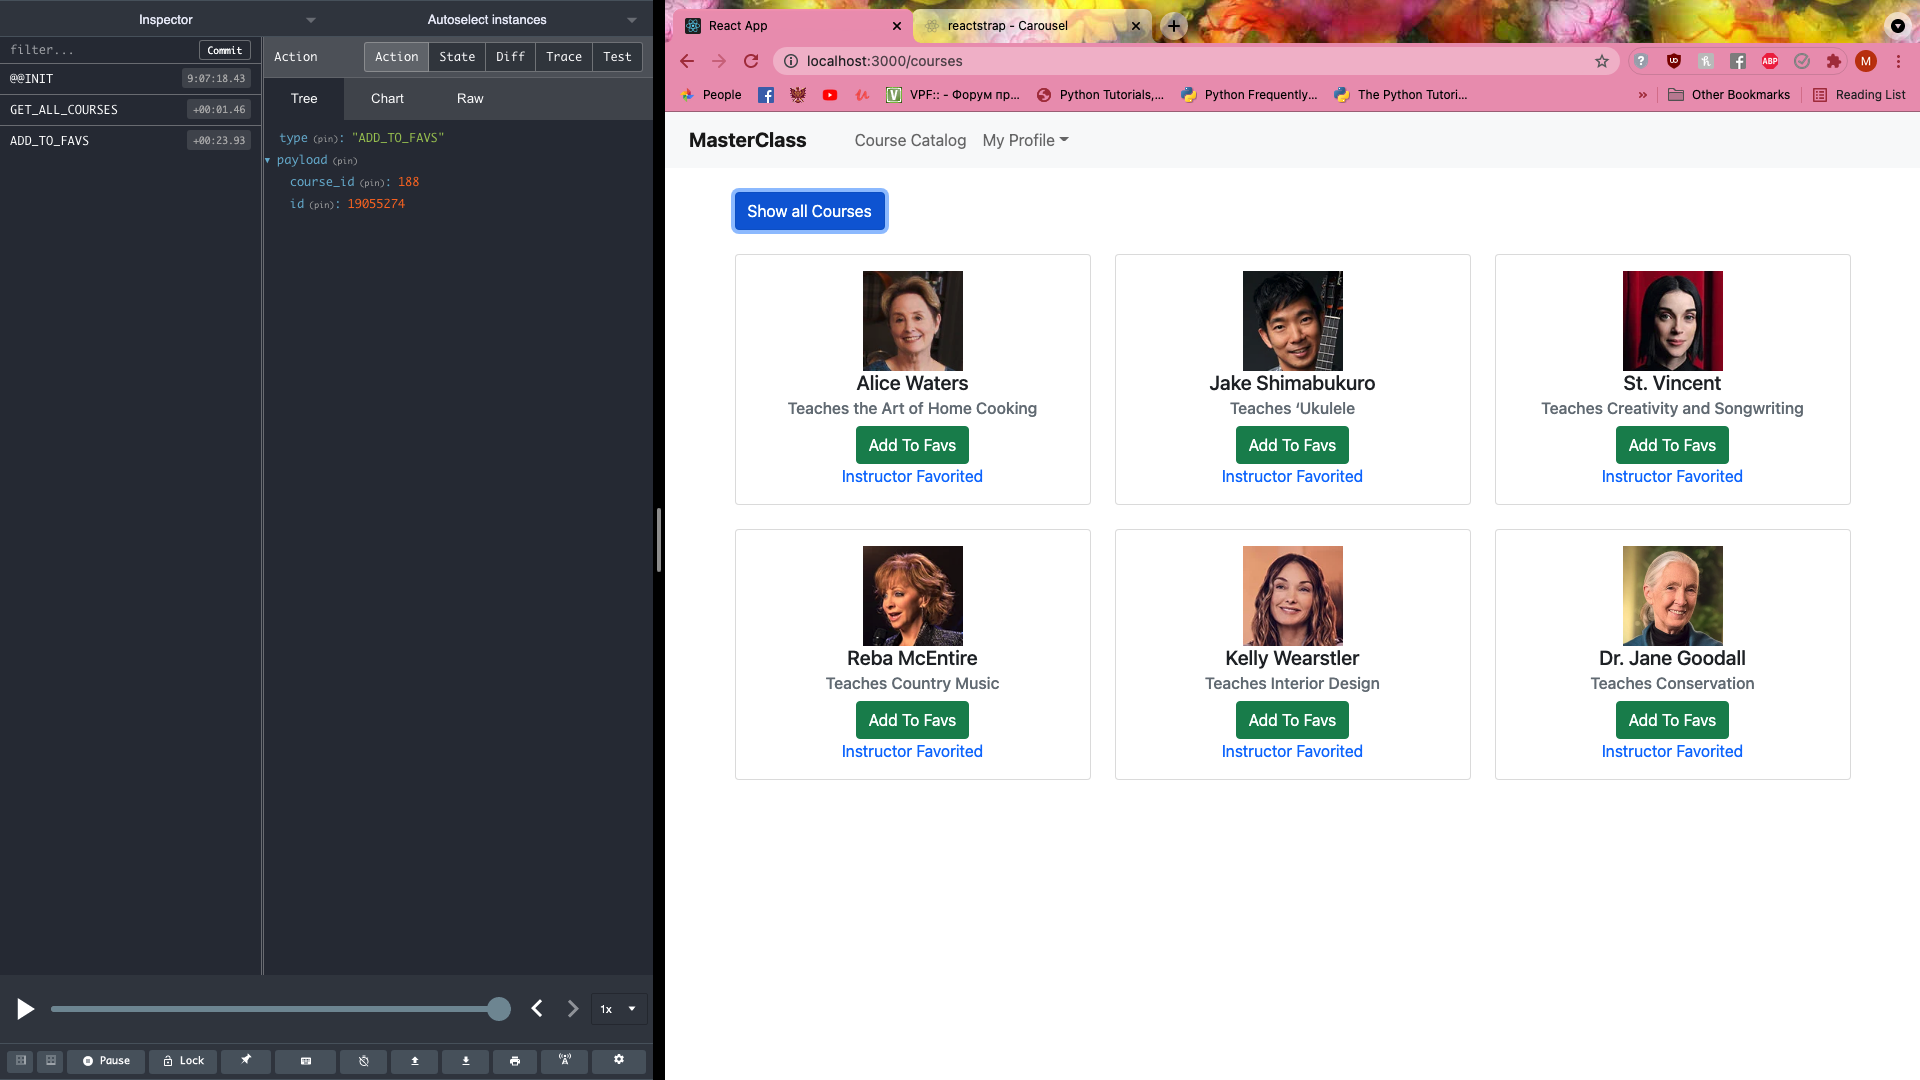 Inspector
Autoselect instances
filter...
Commit
@@INIT
9:07:18.43
GET_ALL_COURSES
+00:01.46
ADD_TO_FAVS
+00:23.93
Action
Action
State
Diff
Trace
Test
Tree
Chart
Raw
type (pin): "ADD_TO_FAVS"
payload (pin)
course_id (pin): 188
id (pin): 19055274
1x
Pause
Lock
React App
reactstrap - Carousel
localhost:3000/courses
ABP
M
People
VPF:: - Форум пр...
Python Tutorials,...
Python Frequently...
The Python Tutori...
»
Other Bookmarks
Reading List
MasterClass
Course Catalog
My Profile
Show all Courses
Alice Waters
Teaches the Art of Home Cooking
Add To Favs
Instructor Favorited
Jake Shimabukuro
Teaches ‘Ukulele
Add To Favs
Instructor Favorited
St. Vincent
Teaches Creativity and Songwriting
Add To Favs
Instructor Favorited
Reba McEntire
Teaches Country Music
Add To Favs
Instructor Favorited
Kelly Wearstler
Teaches Interior Design
Add To Favs
Instructor Favorited
Dr. Jane Goodall
Teaches Conservation
Add To Favs
Instructor Favorited